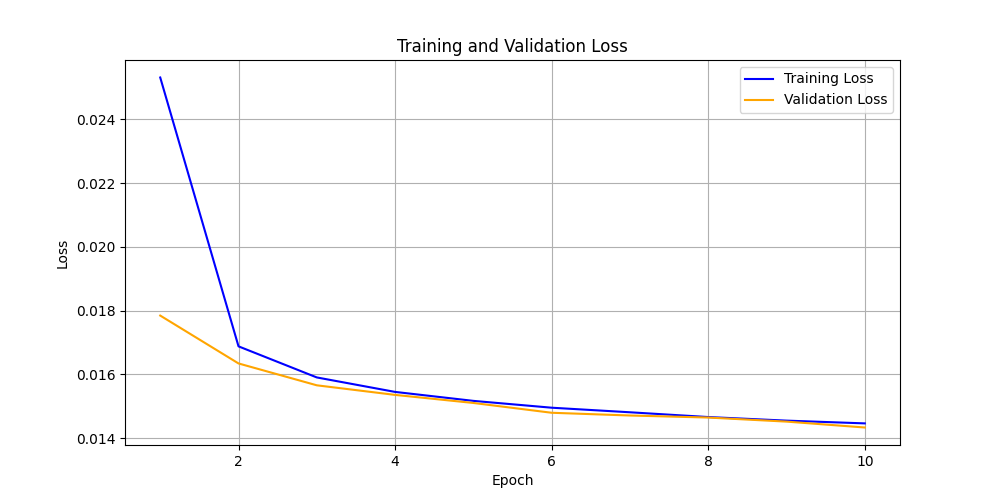 Training and Validation Loss
Training Loss
Validation Loss
0.024
0.022
0.020
0.018
0.016
0.014
Loss
2 4 6 8 10
Epoch